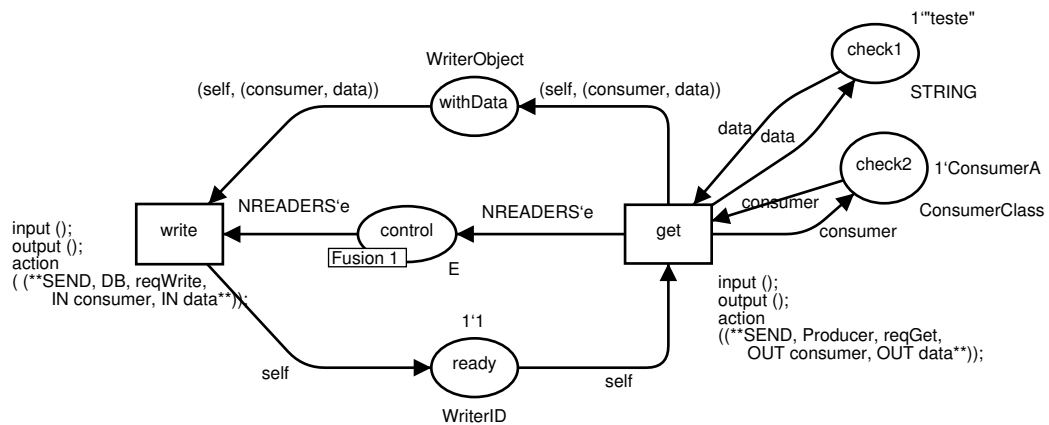 1‘"teste"
check1
STRING
WriterObject
(self, (consumer, data))
withData
(self, (consumer, data))
data
data
check2
1‘ConsumerA
consumer
ConsumerClass
consumer
NREADERS‘e
NREADERS‘e
write
control
get
Fusion 1
E
input ();
output ();
action
( (**SEND, DB, reqWrite,
IN consumer, IN data**));
input ();
output ();
action
((**SEND, Producer, reqGet,
OUT consumer, OUT data**));
1‘1
ready
self
self
WriterID